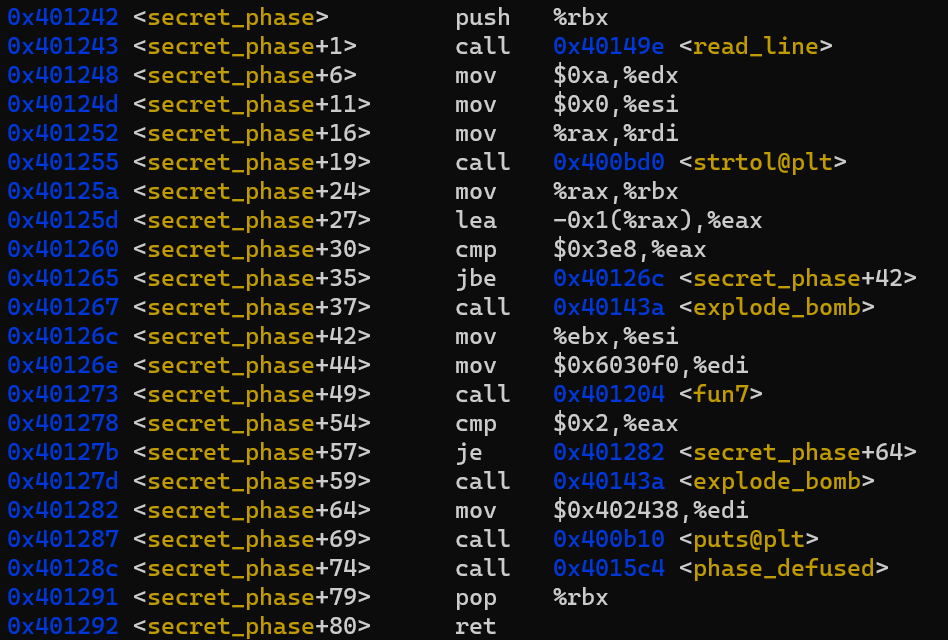 0x401242 <secret_phase>         push   %rbx
0x401243 <secret_phase+1>       call   0x40149e <read_line>
0x401248 <secret_phase+6>       mov    $0xa,%edx
0x40124d <secret_phase+11>      mov    $0x0,%esi
0x401252 <secret_phase+16>      mov    %rax,%rdi
0x401255 <secret_phase+19>      call   0x400bd0 <strtol@plt>
0x40125a <secret_phase+24>      mov    %rax,%rbx
0x40125d <secret_phase+27>      lea    -0x1(%rax),%eax
0x401260 <secret_phase+30>      cmp    $0x3e8,%eax
0x401265 <secret_phase+35>      jbe    0x40126c <secret_phase+42>
0x401267 <secret_phase+37>      call   0x40143a <explode_bomb>
0x40126c <secret_phase+42>      mov    %ebx,%esi
0x40126e <secret_phase+44>      mov    $0x6030f0,%edi
0x401273 <secret_phase+49>      call   0x401204 <fun7>
0x401278 <secret_phase+54>      cmp    $0x2,%eax
0x40127b <secret_phase+57>      je     0x401282 <secret_phase+64>
0x40127d <secret_phase+59>      call   0x40143a <explode_bomb>
0x401282 <secret_phase+64>      mov    $0x402438,%edi
0x401287 <secret_phase+69>      call   0x400b10 <puts@plt>
0x40128c <secret_phase+74>      call   0x4015c4 <phase_defused>
0x401291 <secret_phase+79>      pop    %rbx
0x401292 <secret_phase+80>      ret